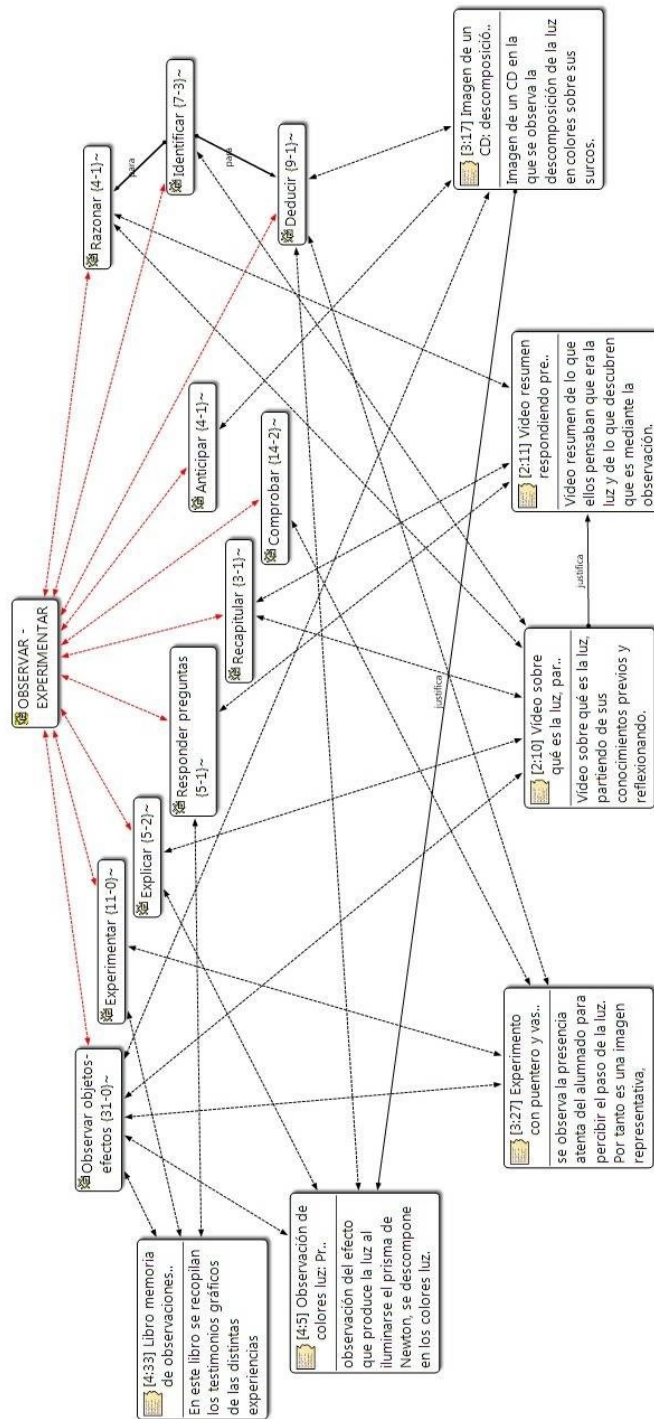 OBSERVAR -
EXPERIMENTAR
Observar objetos-
efectos {31-0}~
Experimentar {11-0}~
Explicar {5-2}~
Responder preguntas
{5-1}~
Recapitular {3-1}~
Comprobar {14-2}~
Anticipar {4-1}~
Razonar {4-1}~
para
Identificar {7-3}~
para
Deducir {9-1}~
[4:33] Libro memoria
de observaciones..
En este libro se recopilan
los testimonios gráficos
de las distintas
experiencias
[4:5] Observación de
colores luz: Pr..
observación del efecto
que produce la luz al
iluminarse el prisma de
Newton, se descompone
en los colores luz.
[3:27] Experimento
con puentero y vas..
se observa la presencia
atenta del alumnado para
percibir el paso de la luz.
Por tanto es una imagen
representativa,
[2:10] Vídeo sobre
qué es la luz, par..
Vídeo sobre qué es la luz,
partiendo de sus
conocimientos previos y
reflexionando.
justifica
[2:11] Vídeo resumen
respondiendo pre..
Vídeo resumen de lo que
ellos pensaban que era la
luz y de lo que descubren
que es mediante la
observación.
justifica
[3:17] Imagen de un
CD: descomposició..
Imagen de un CD en la
que se observa la
descomposición de la luz
en colores sobre sus
surcos.